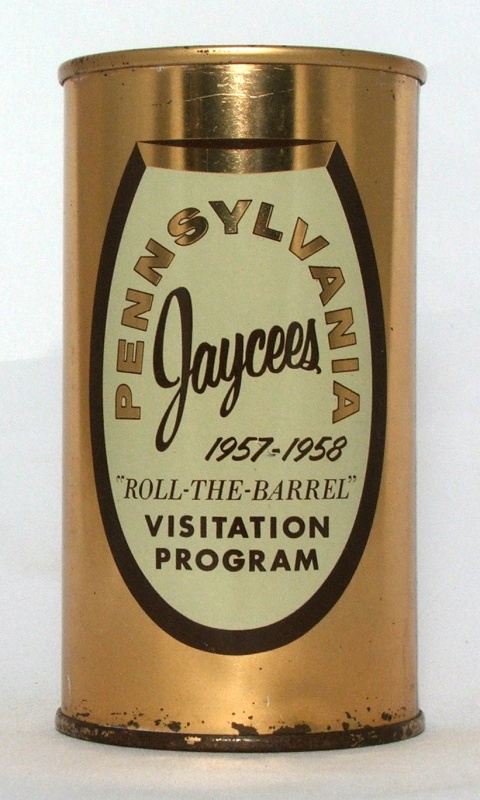 PENNSYLVANIA
Jaycees
1957-1958
"ROLL-THE-BARREL"
VISITATION
PROGRAM